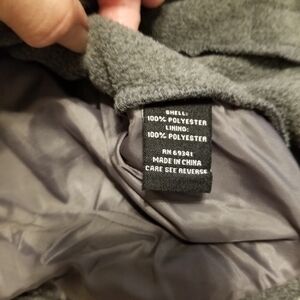 SHELL:
100% POLYESTER
LINING:
100% POLYESTER
RN 69341
MADE IN CHINA
CARE SEE REVERSE